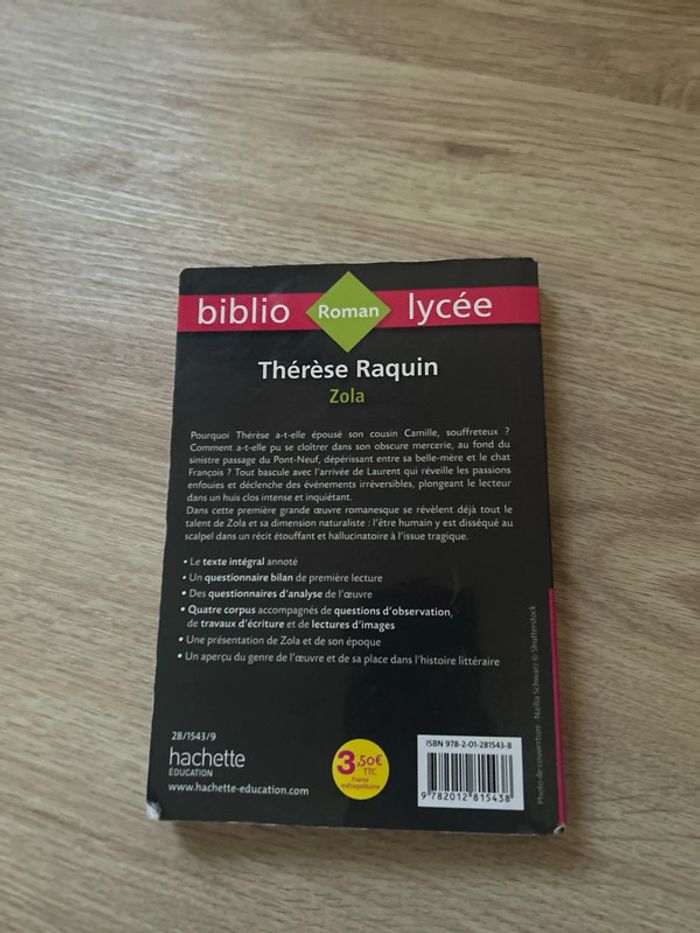 biblio Roman lycée
Thérèse Raquin
Zola
Pourquoi Thérèse a-t-elle épousé son cousin Camille, souffreteux ?
Comment a-t-elle pu se cloîtrer dans son obscure mercerie, au fond du
sinistre passage du Pont-Neuf, dépérissant entre sa belle-mère et le chat
François ? Tout bascule avec l'arrivée de Laurent qui réveille les passions
enfouies et déclenche des événements irréversibles, plongeant le lecteur
dans un huis clos intense et inquiétant.
Dans cette première grande œuvre romanesque se révèlent déjà tout le
talent de Zola et sa dimension naturaliste : l'être humain y est disséqué au
scalpel dans un récit étouffant et hallucinatoire à l'issue tragique.
• Le texte intégral annoté
• Un questionnaire bilan de première lecture
• Des questionnaires d'analyse de l'œuvre
• Quatre corpus accompagnés de questions d'observation,
de travaux d'écriture et de lectures d'images
• Une présentation de Zola et de son époque
• Un aperçu du genre de l'œuvre et de sa place dans l'histoire littéraire
28/1543/9
hachette
ÉDUCATION
www.hachette-education.com
3,50€
TTC
France
métropolitaine
ISBN 978-2-01-281543-8
9 782012 815438
Photo de couverture : Nailia Schwarz © Shutterstock